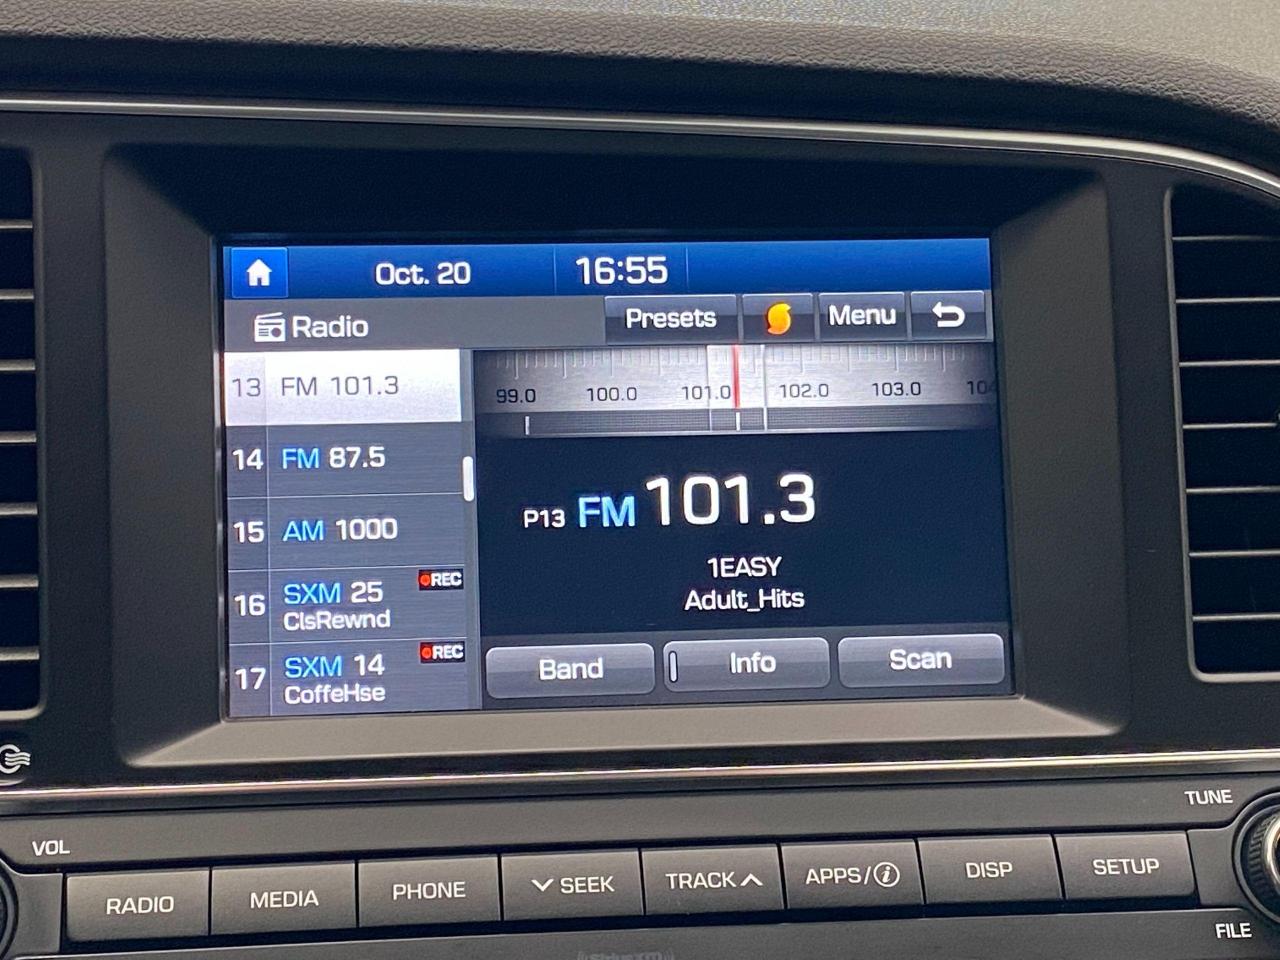 Oct. 20 16:55
Radio Presets Menu
13 FM 101.3
99.0 100.0 101.0 102.0 103.0
14 FM 87.5
15 AM 1000
16 SXM 25 REC
ClsRewnd
17 SXM 14 REC
CoffeHse
P13 FM 101.3
1EASY
Adult_Hits
Band Info Scan
VOL
TUNE
RADIO MEDIA PHONE SEEK TRACK APPS/i DISP SETUP
FILE